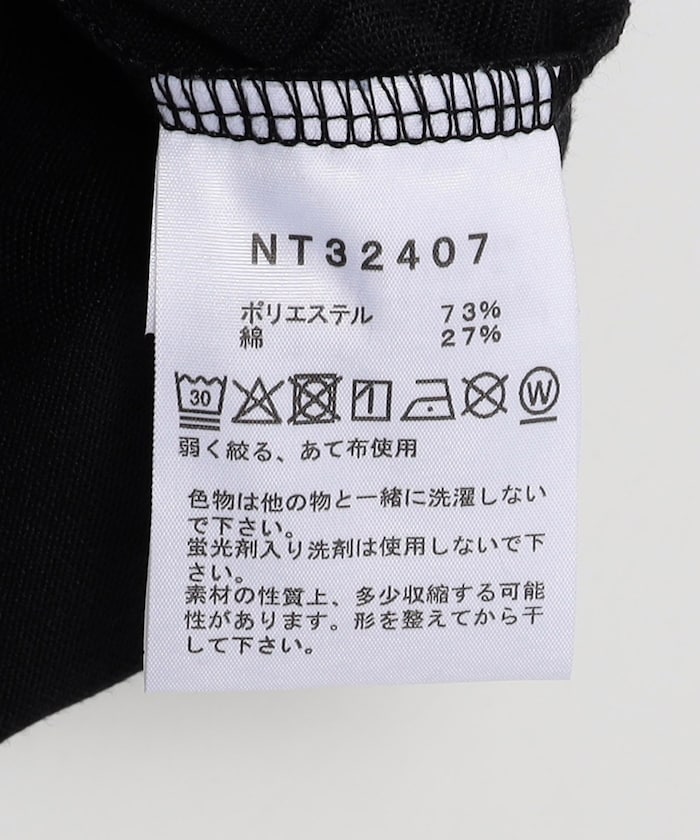 NT32407
ポリエステル 73%
綿 27%
30 W
弱く絞る、あて布使用
色物は他の物と一緒に洗濯しない
で下さい。
蛍光剤入り洗剤は使用しないで下
さい。
素材の性質上、多少収縮する可能
性があります。形を整えてから干
して下さい。